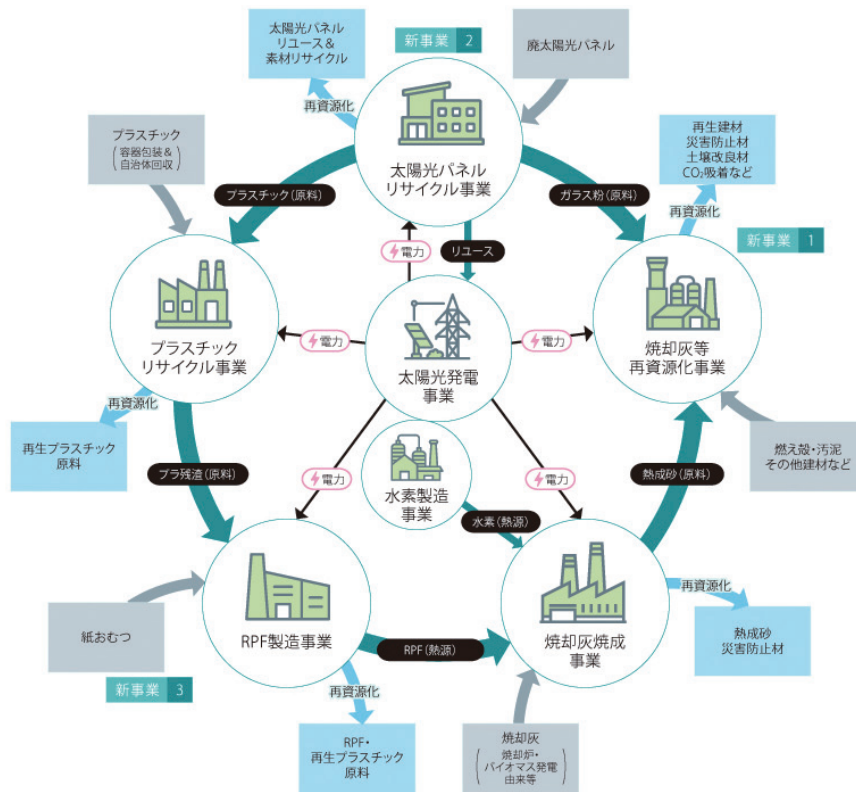 太陽光パネル
リユース＆
素材リサイクル
新事業 2
廃太陽光パネル
再資源化
プラスチック
(容器包装＆
自治体回収)
太陽光パネル
リサイクル事業
再生建材
災害防止材
土壌改良材
CO₂吸着など
プラスチック(原料)
ガラス粉(原料)
再資源化
新事業 1
リユース
電力
プラスチック
リサイクル事業
電力
太陽光発電
事業
電力
焼却灰等
再資源化事業
再資源化
再生プラスチック
原料
プラ残渣(原料)
電力
水素製造
事業
電力
熱成砂(原料)
燃え殻・汚泥
その他建材など
水素(熱源)
紙おむつ
新事業 3
RPF製造事業
RPF(熱源)
焼却灰焼成
事業
再資源化
熱成砂
災害防止材
再資源化
RPF・
再生プラスチック
原料
焼却灰
(焼却炉・
バイオマス発電
由来等)